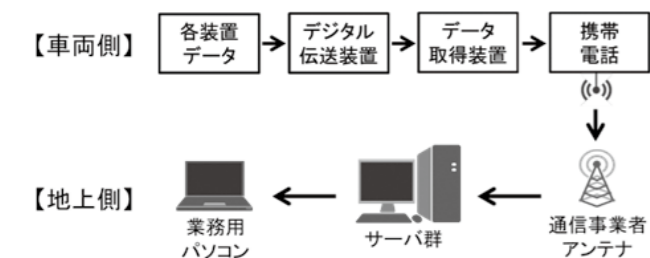 【車両側】
各装置
データ
デジタル
伝送装置
データ
取得装置
携帯
電話
【地上側】
業務用
パソコン
サーバ群
通信事業者
アンテナ